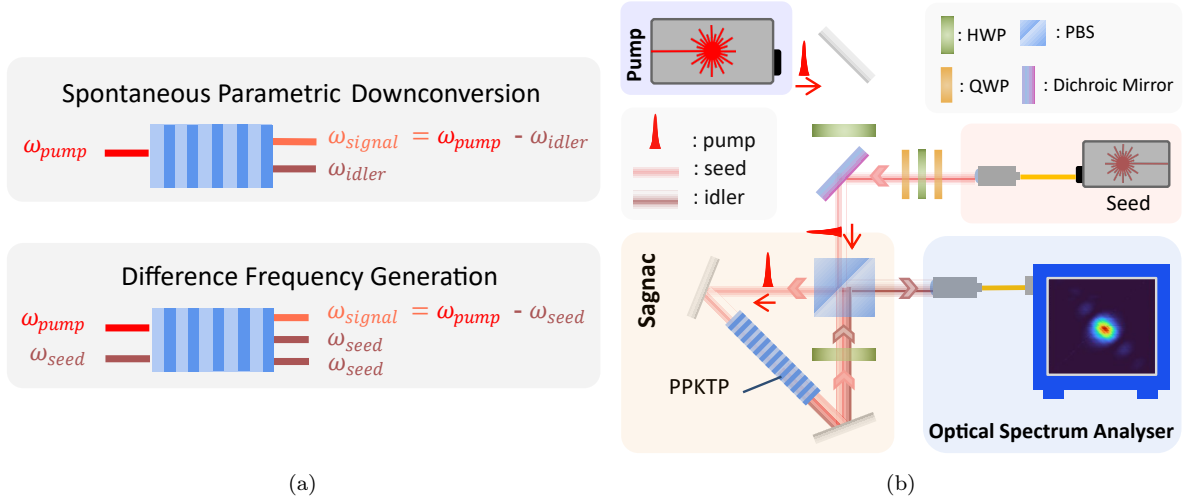 Spontaneous Parametric Downconversion
ω_pump
ω_signal = ω_pump - ω_idler
ω_idler
Difference Frequency Generation
ω_pump
ω_seed
ω_signal = ω_pump - ω_seed
ω_seed
ω_seed
(a)
Pump
: HWP
: PBS
: QWP
: Dichroic Mirror
: pump
: seed
: idler
Seed
Sagnac
PPKTP
Optical Spectrum Analyser
(b)